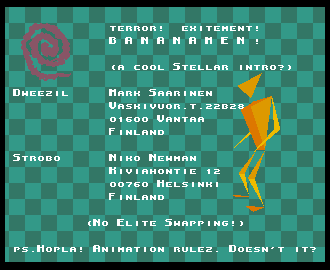 TERROR! EXITEMENT!
BANANAMEN!
(A COOL STELLAR INTRO?)
DWEEZIL MARK SAARINEN
VASKIVUOR.T.22B28
01600 VANTAA
FINLAND
STROBO NIKO NEWMAN
KIVIAHONTIE 12
00760 HELSINKI
FINLAND
(NO ELITE SWAPPING!)
PS.HOPLA! ANIMATION RULEZ. DOESN'T IT?